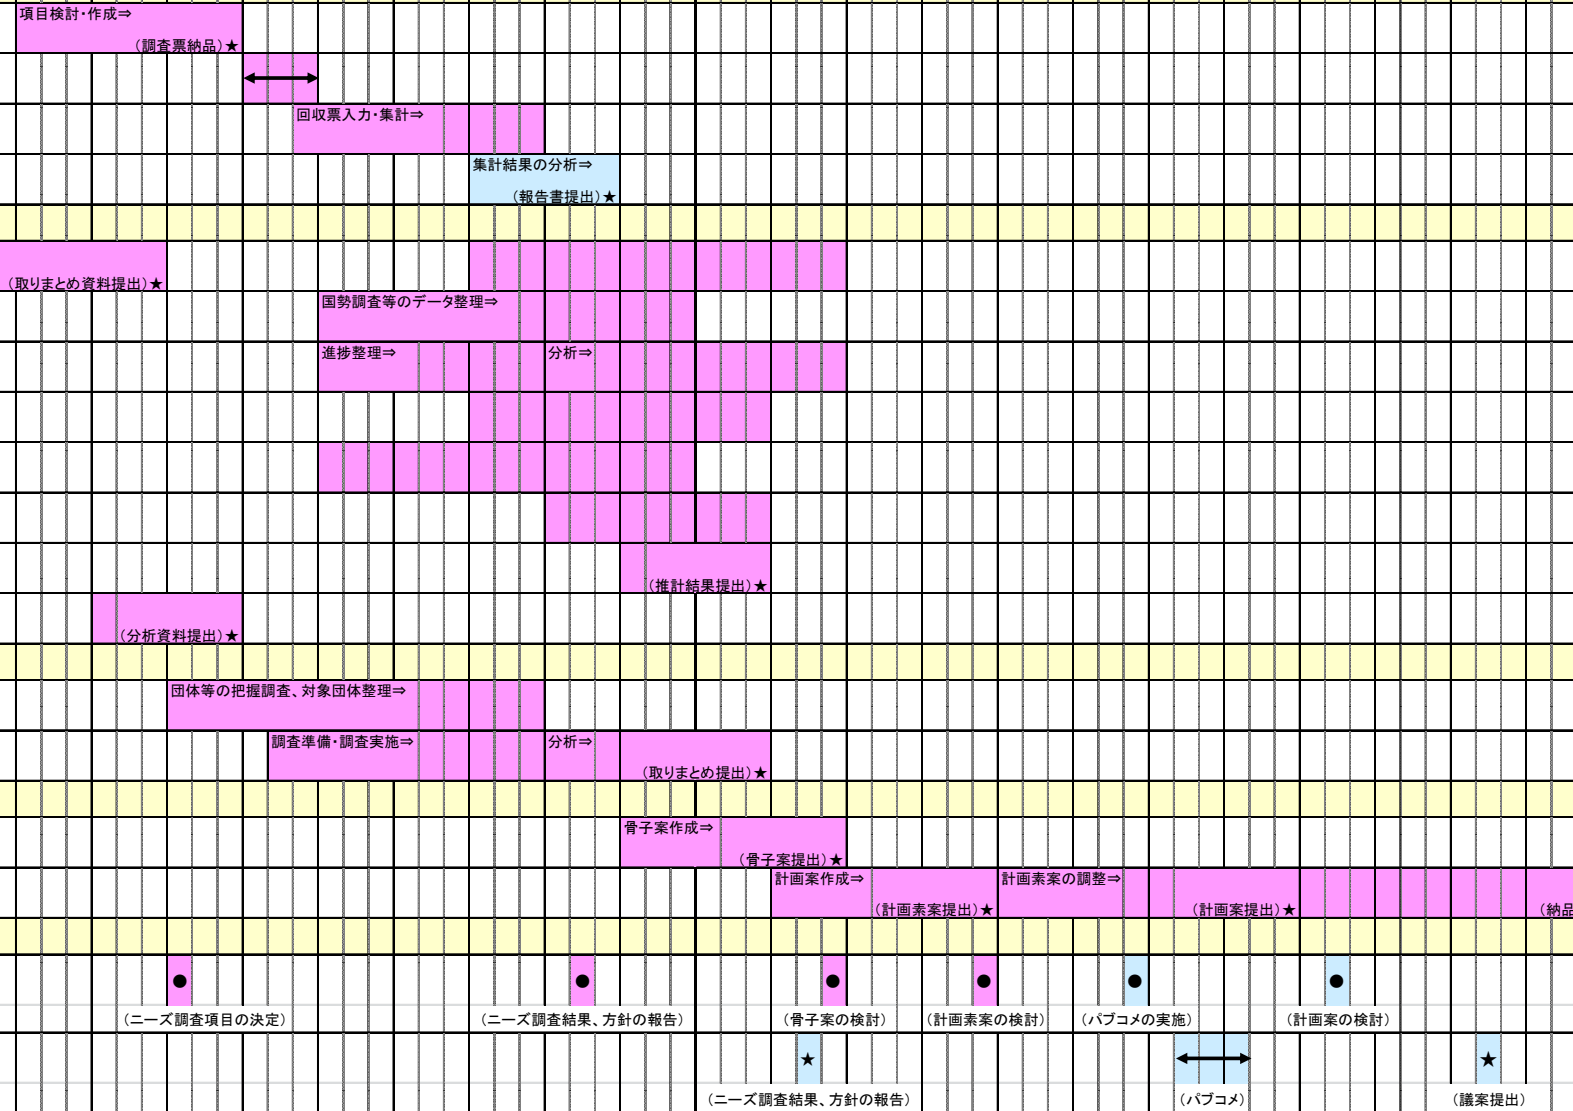 項目検討・作成⇒
（調査票納品）★
回収票入力・集計⇒
集計結果の分析⇒
（報告書提出）★
（取りまとめ資料提出）★
国勢調査等のデータ整理⇒
進捗整理⇒ 分析⇒
（推計結果提出）★
（分析資料提出）★
団体等の把握調査、対象団体整理⇒
調査準備・調査実施⇒ 分析⇒
（取りまとめ提出）★
骨子案作成⇒
（骨子案提出）★
計画案作成⇒ 計画素案の調整⇒
（計画素案提出）★ （計画案提出）★ （納品
● ● ● ● ● ●
（ニーズ調査項目の決定） （ニーズ調査結果、方針の報告） （骨子案の検討） （計画素案の検討） （パブコメの実施） （計画案の検討）
★ ★
（ニーズ調査結果、方針の報告） （パブコメ） （議案提出）